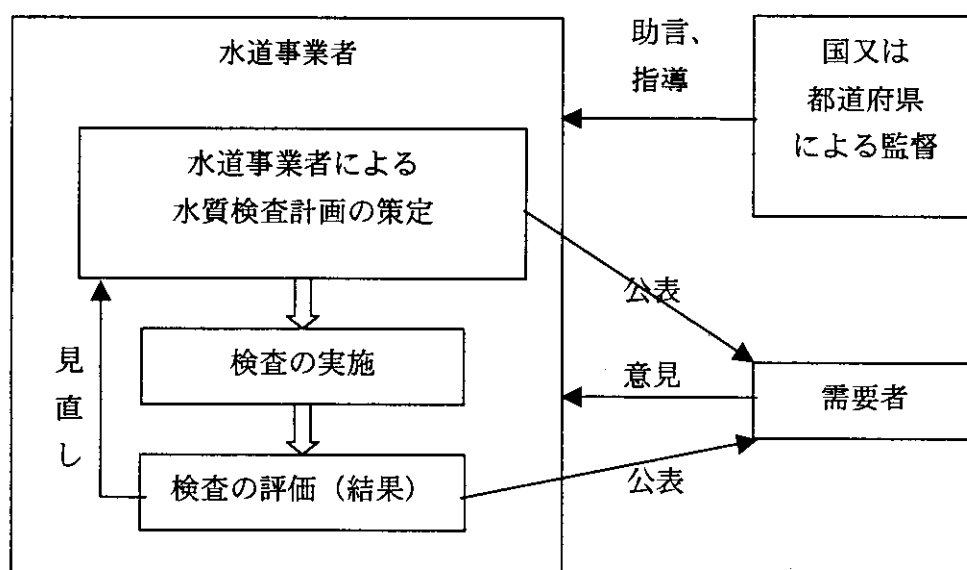 水道事業者
助言、
指導
国又は
都道府県
による監督
水道事業者による
水質検査計画の策定
公表
検査の実施
見
直
し
意見
需要者
検査の評価（結果）
公表